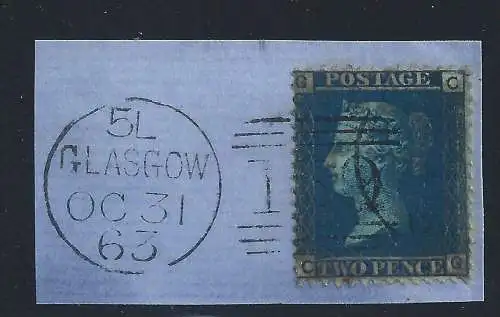 5L
GLASGOW
OC 31
63
1
G POSTAGE C
C TWO PENCE G